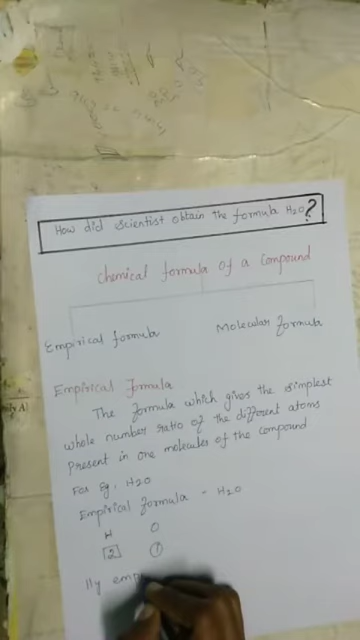 How did scientist obtain the formula H2O?
Chemical formula of a compound
Empirical formula
Molecular formula
Empirical Formula
The formula which gives the simplest
whole number ratio of the different atoms
Present in one molecules of the compound
For Eg, H2O
Empirical formula - H2O
H O
2 1
lly emp